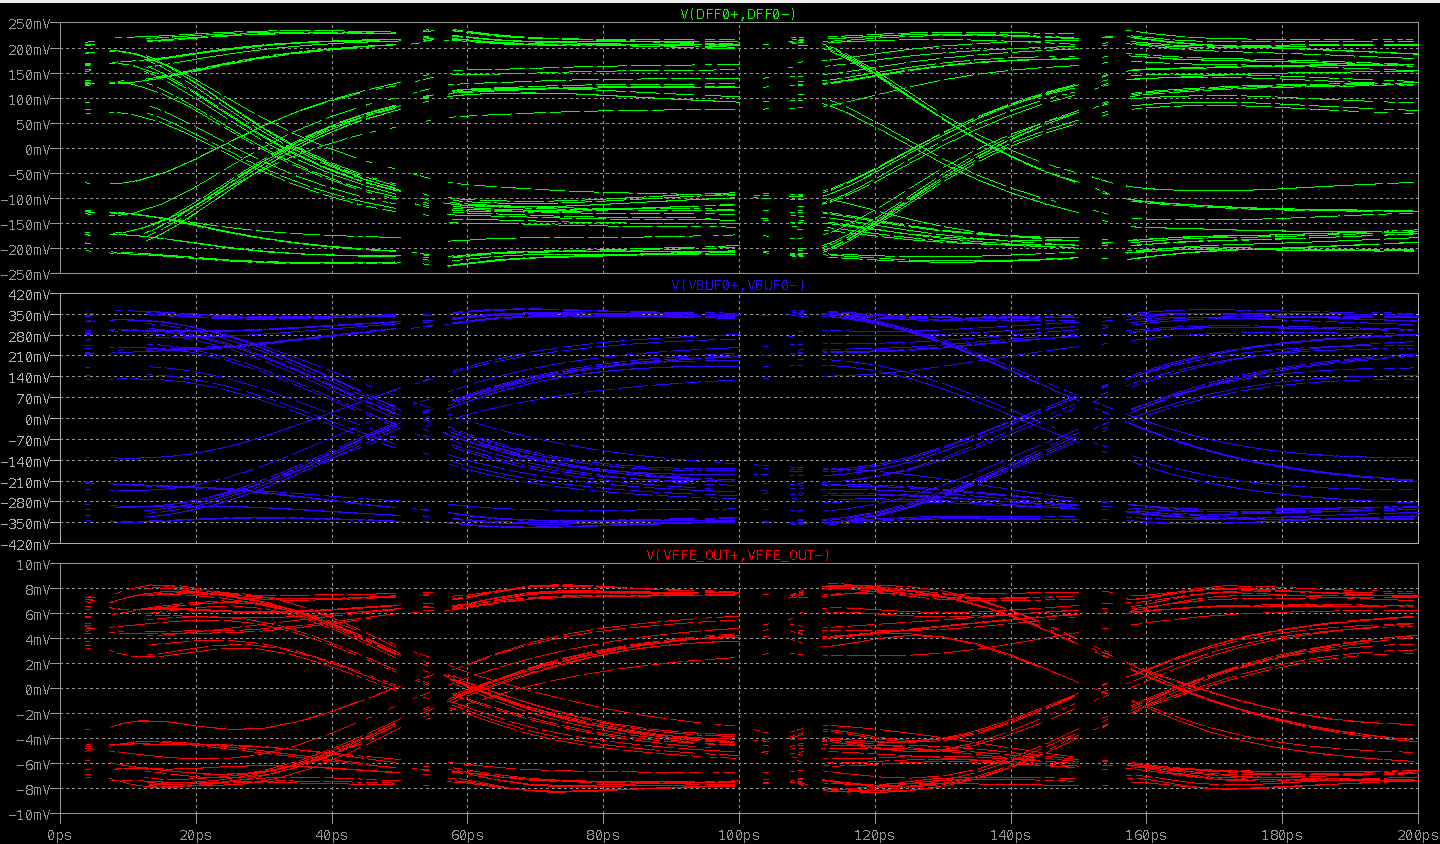 V(DFF0+,DFF0-)
250mV
200mV
150mV
100mV
50mV
0mV
-50mV
-100mV
-150mV
-200mV
-250mV
V(VBUF0+,VBUF0-)
420mV
350mV
280mV
210mV
140mV
70mV
0mV
-70mV
-140mV
-210mV
-280mV
-350mV
-420mV
V(VFFE_OUT+,VFFE_OUT-)
10mV
8mV
6mV
4mV
2mV
0mV
-2mV
-4mV
-6mV
-8mV
-10mV
0ps 20ps 40ps 60ps 80ps 100ps 120ps 140ps 160ps 180ps 200ps